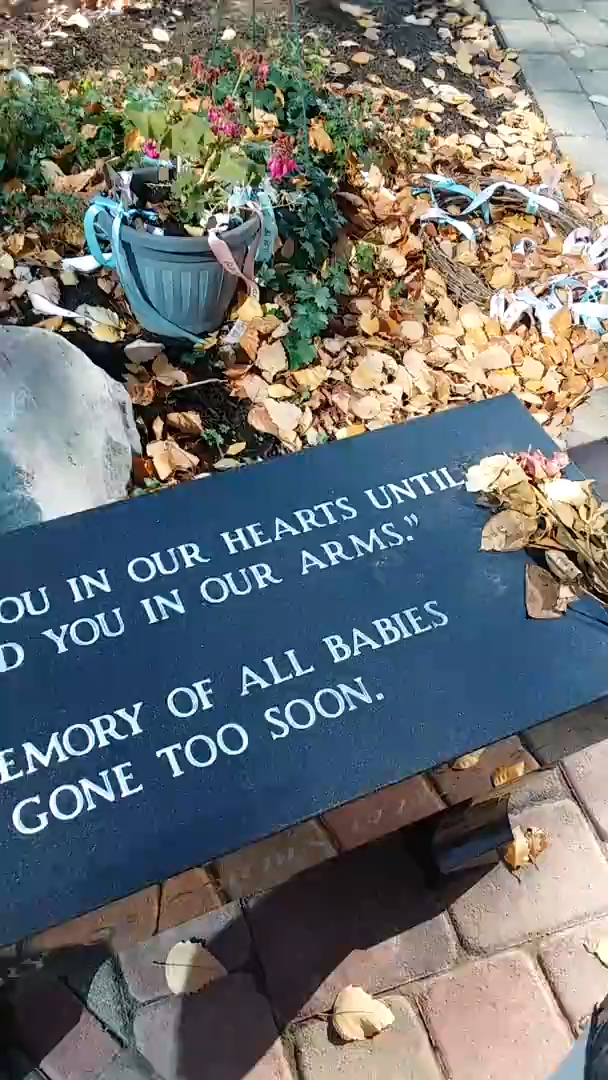 OU IN OUR HEARTS UNTIL
D YOU IN OUR ARMS.”
EMORY OF ALL BABIES
GONE TOO SOON.